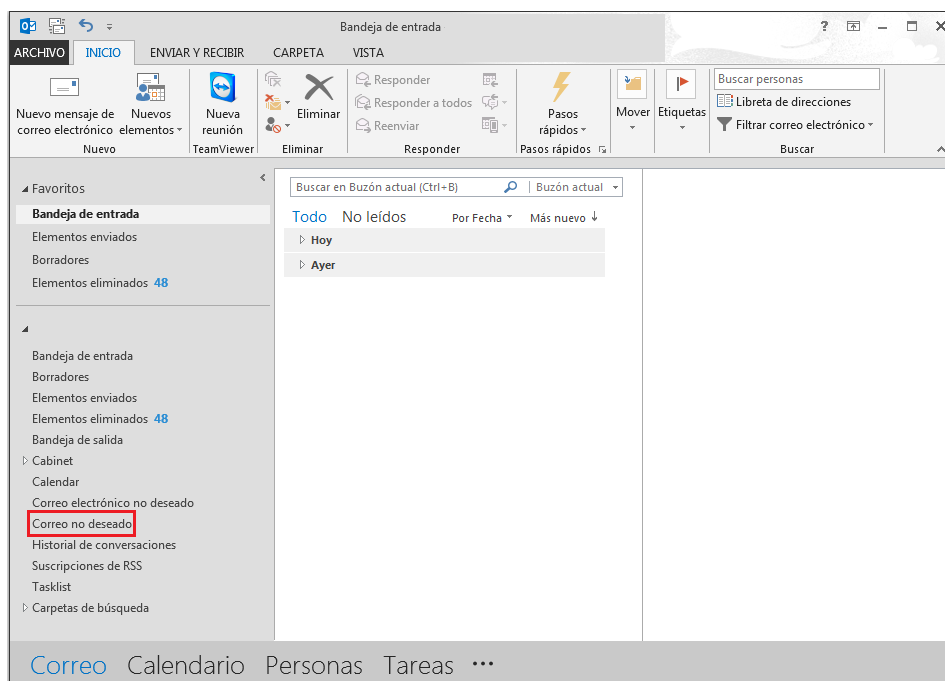 Bandeja de entrada
?
ARCHIVO INICIO ENVIAR Y RECIBIR CARPETA VISTA
Nuevo mensaje de correo electrónico
Nuevos elementos
Nuevo
Nueva reunión
TeamViewer
Eliminar
Eliminar
Responder
Responder a todos
Reenviar
Responder
Pasos rápidos
Pasos rápidos
Mover
Etiquetas
Buscar personas
Libreta de direcciones
Filtrar correo electrónico
Buscar
Favoritos
Bandeja de entrada
Elementos enviados
Borradores
Elementos eliminados 48
Bandeja de entrada
Borradores
Elementos enviados
Elementos eliminados 48
Bandeja de salida
Cabinet
Calendar
Correo electrónico no deseado
Correo no deseado
Historial de conversaciones
Suscripciones de RSS
Tasklist
Carpetas de búsqueda
Buscar en Buzón actual (Ctrl+B) Buzón actual
Todo No leídos Por Fecha Más nuevo
Hoy
Ayer
Correo Calendario Personas Tareas ···